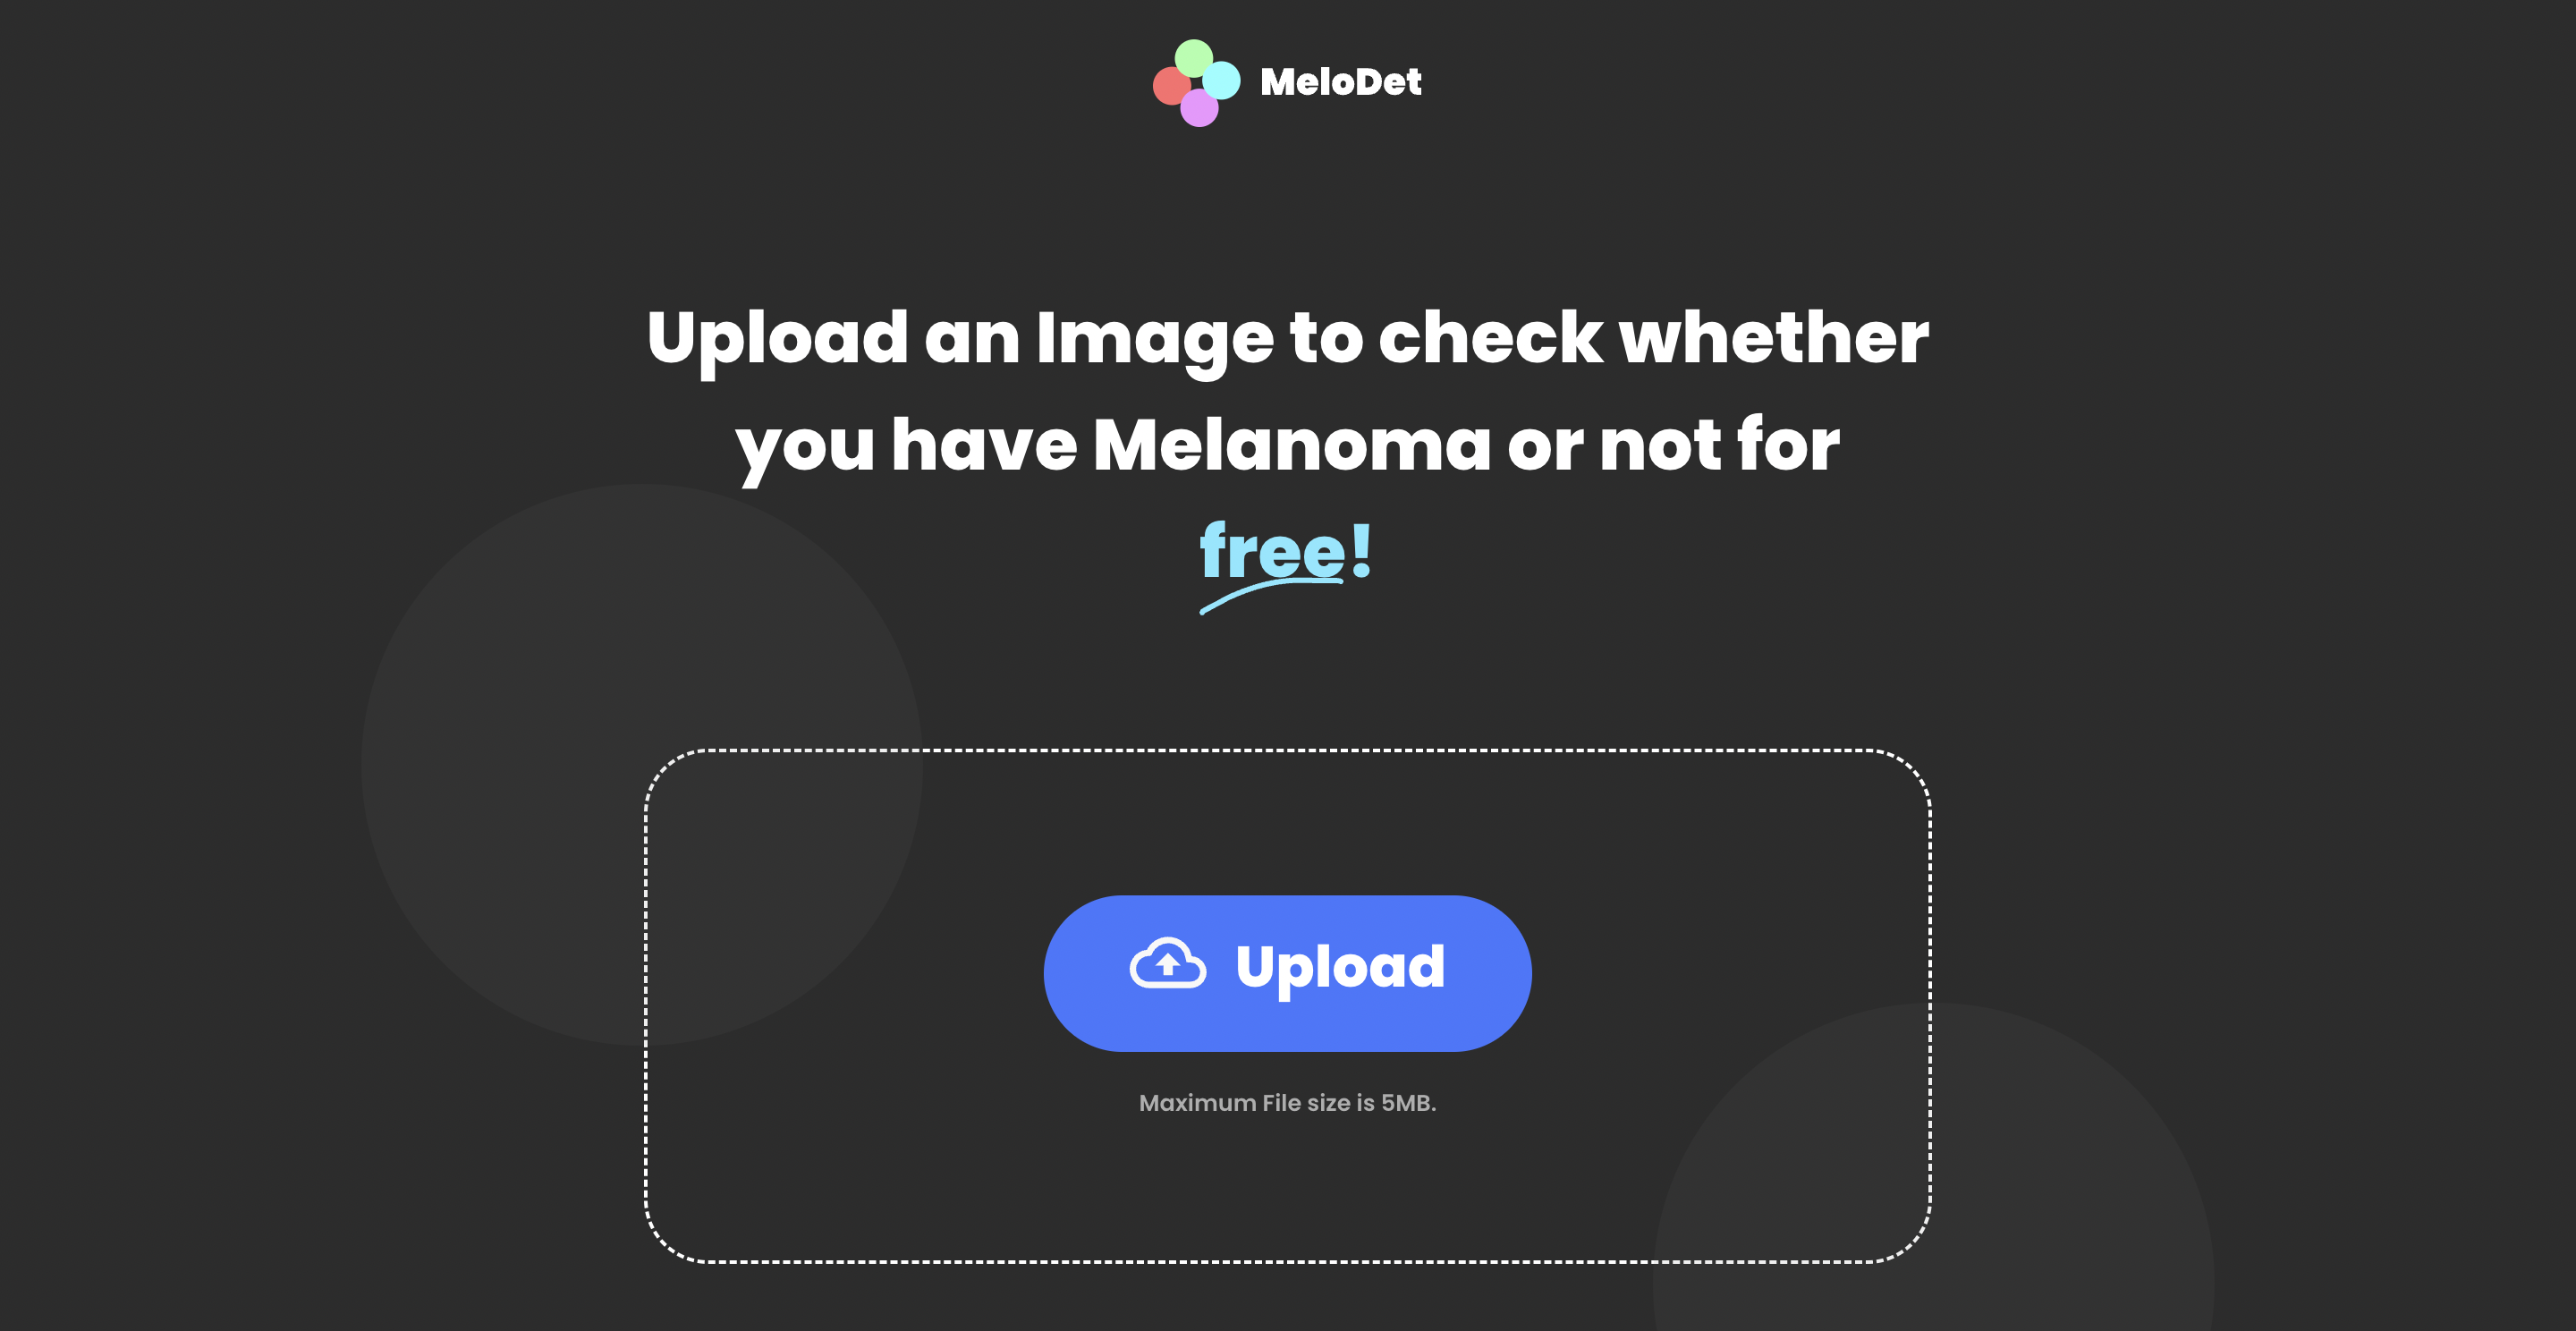 MeloDet
Upload an Image to check whether
you have Melanoma or not for
free!
Upload
Maximum File size is 5MB.